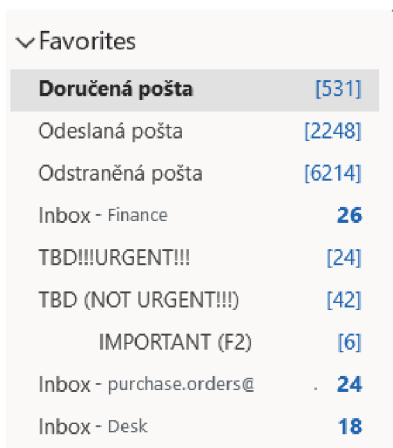 Favorites
Doručená pošta [531]
Odeslaná pošta [2248]
Odstraněná pošta [6214]
Inbox - Finance 26
TBD!!!URGENT!!! [24]
TBD (NOT URGENT!!!) [42]
IMPORTANT (F2) [6]
Inbox - purchase.orders@ . 24
Inbox - Desk 18